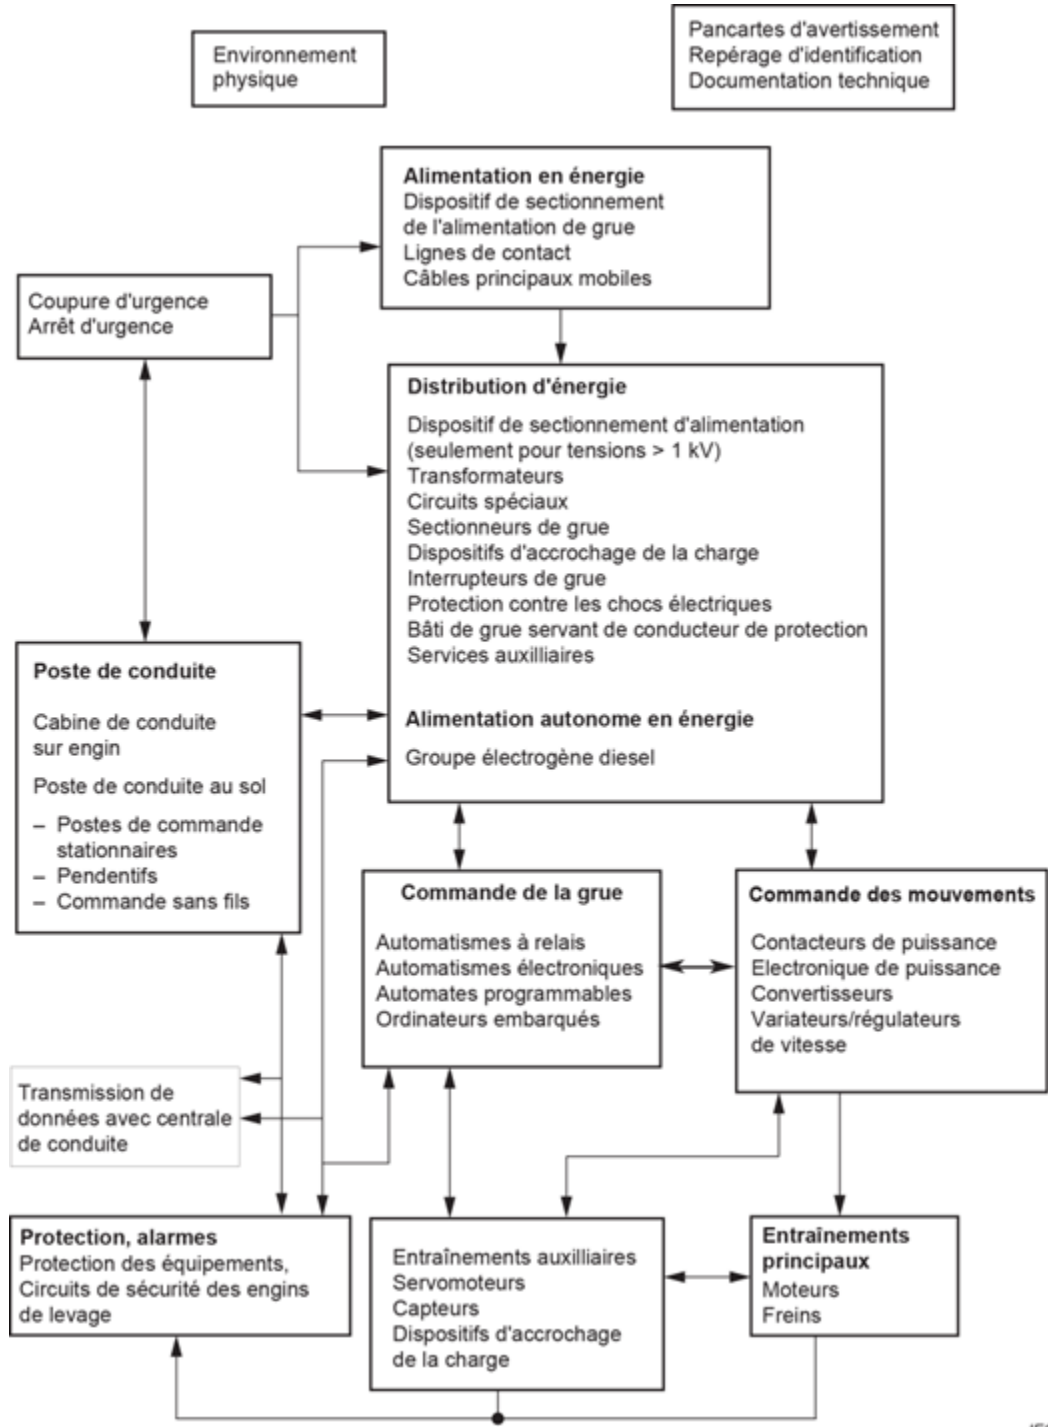 Environnement
physique
Pancartes d'avertissement
Repérage d'identification
Documentation technique
Alimentation en énergie
Dispositif de sectionnement
de l'alimentation de grue
Lignes de contact
Câbles principaux mobiles
Coupure d'urgence
Arrêt d'urgence
Distribution d'énergie
Dispositif de sectionnement d'alimentation
(seulement pour tensions > 1 kV)
Transformateurs
Circuits spéciaux
Sectionneurs de grue
Dispositifs d'accrochage de la charge
Interrupteurs de grue
Protection contre les chocs électriques
Bâti de grue servant de conducteur de protection
Services auxilliaires
Alimentation autonome en énergie
Groupe électrogène diesel
Poste de conduite
Cabine de conduite
sur engin
Poste de conduite au sol
– Postes de commande
stationnaires
– Pendentifs
– Commande sans fils
Commande de la grue
Automatismes à relais
Automatismes électroniques
Automates programmables
Ordinateurs embarqués
Commande des mouvements
Contacteurs de puissance
Electronique de puissance
Convertisseurs
Variateurs/régulateurs
de vitesse
Transmission de
données avec centrale
de conduite
Protection, alarmes
Protection des équipements,
Circuits de sécurité des engins
de levage
Entraînements auxilliaires
Servomoteurs
Capteurs
Dispositifs d'accrochage
de la charge
Entraînements
principaux
Moteurs
Freins